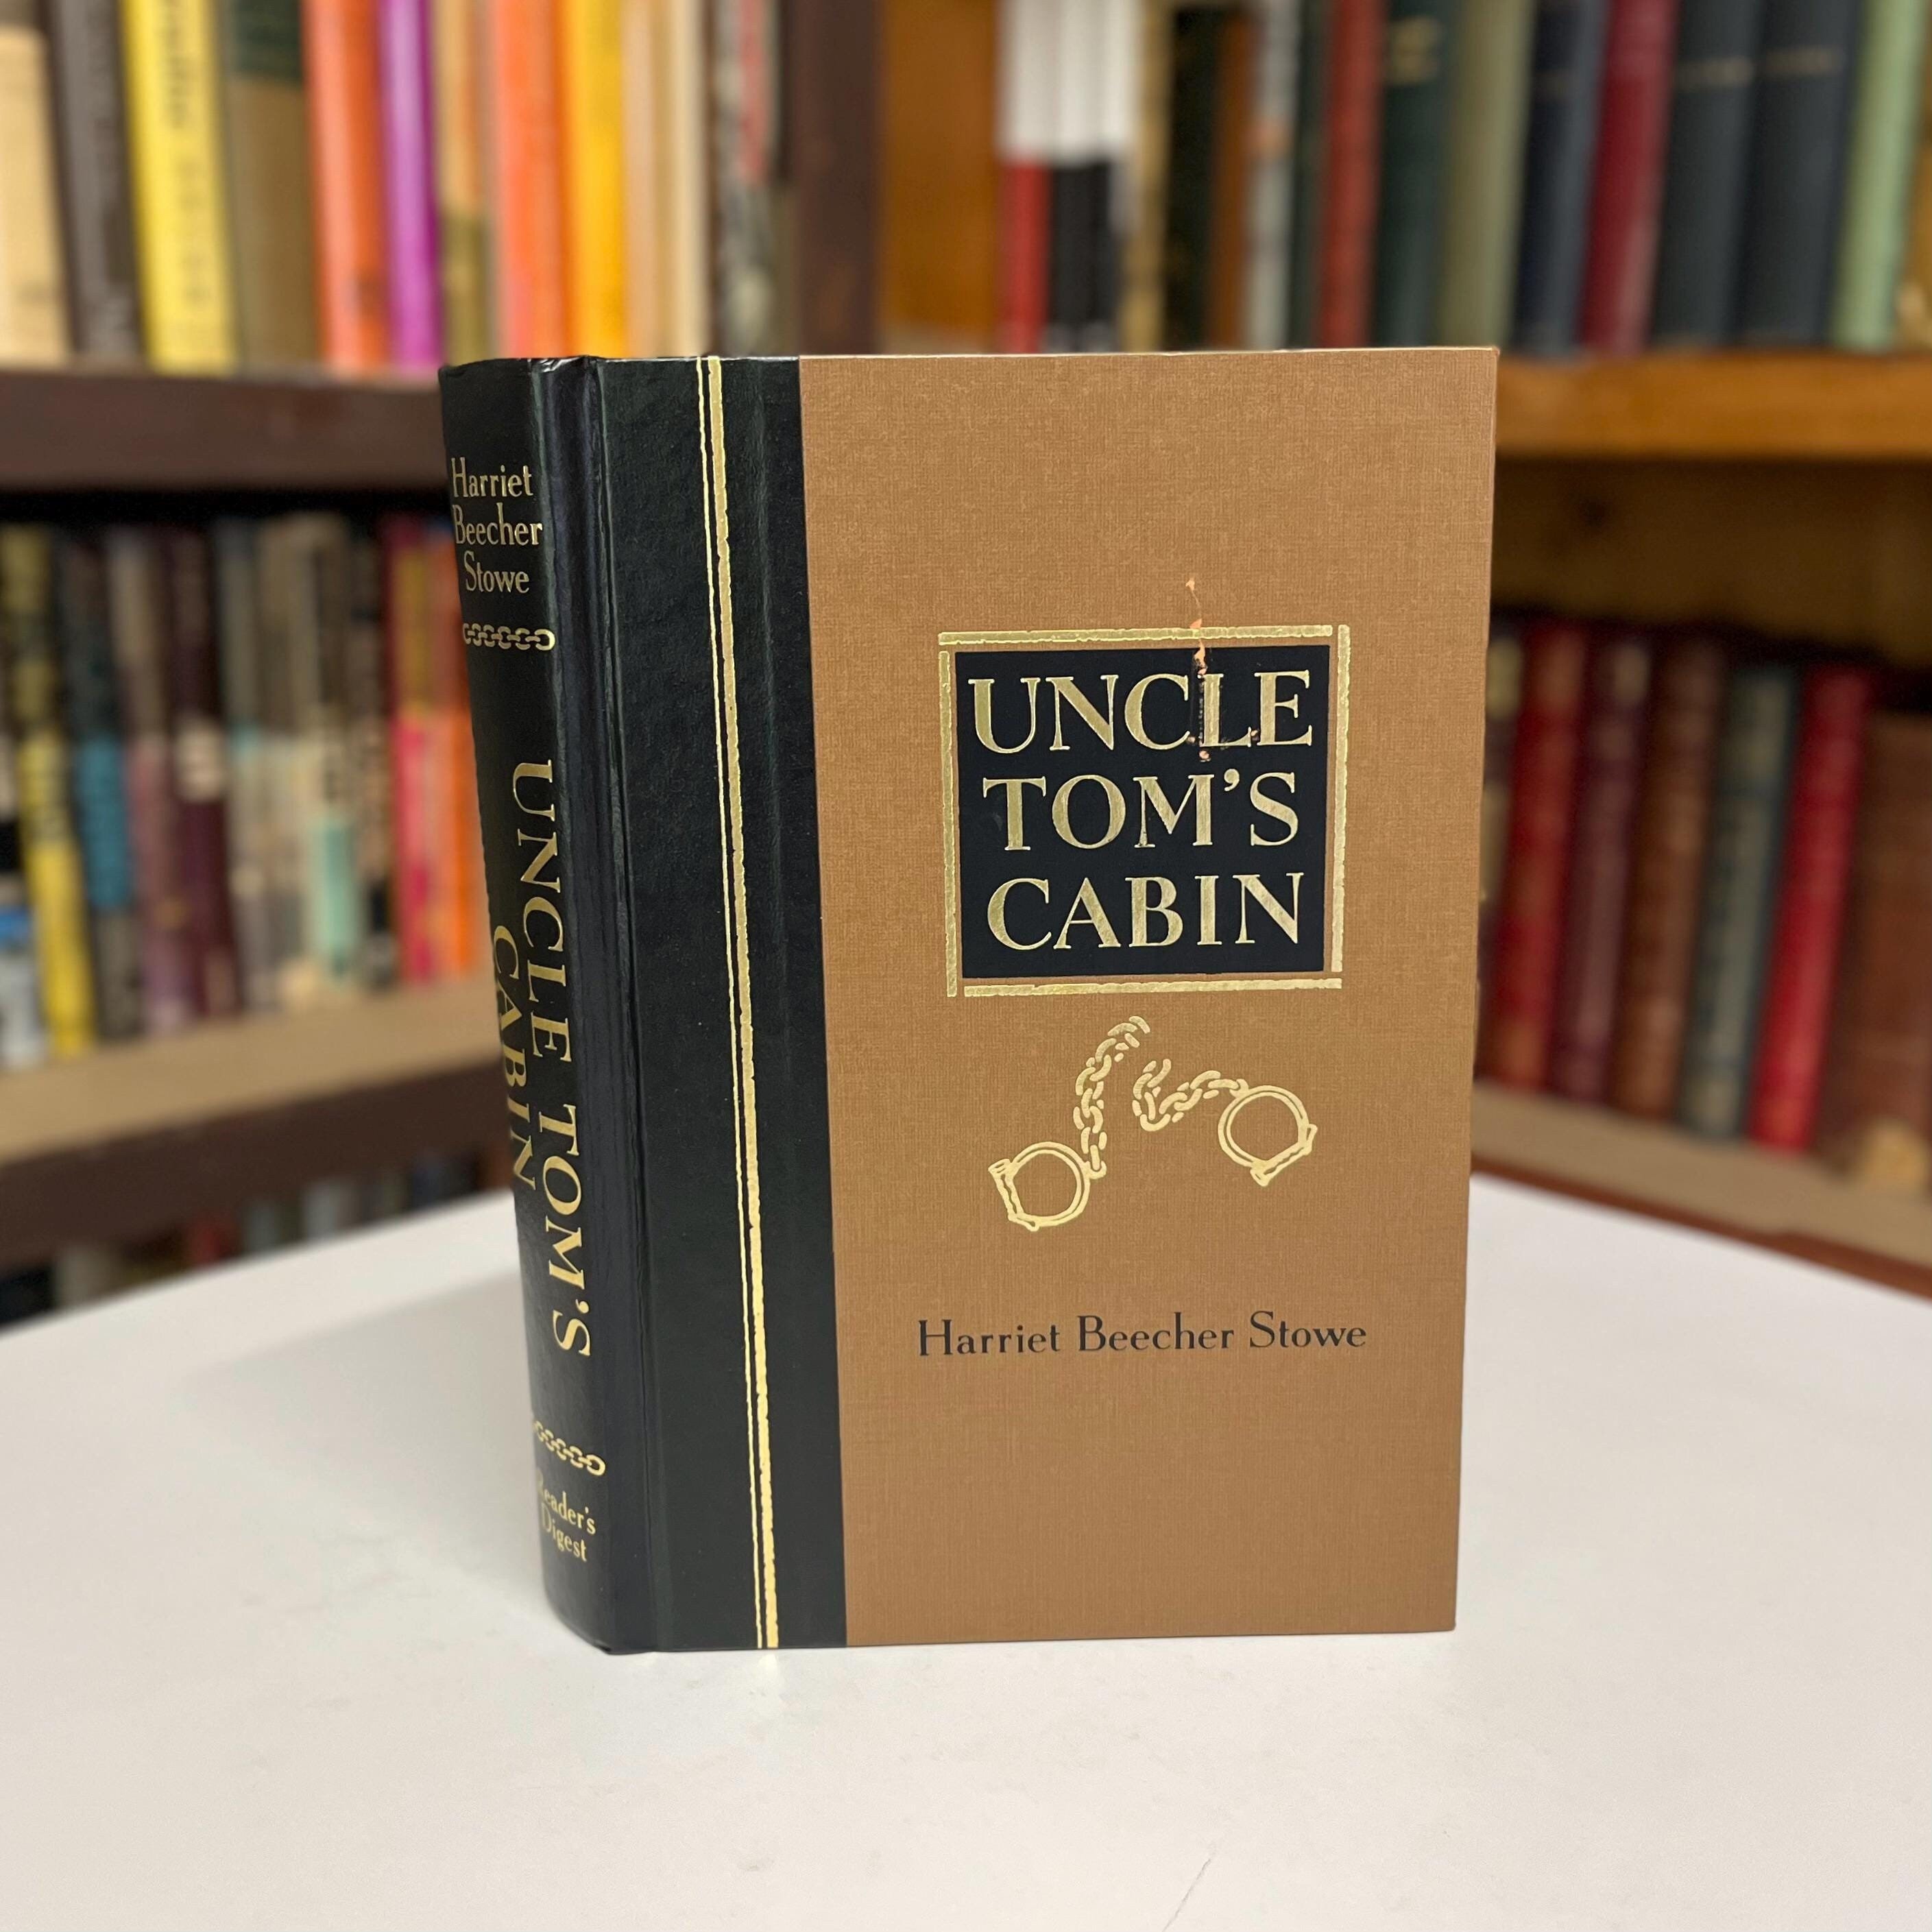 Harriet
Beecher
Stowe
UNCLE TOM'S
CABIN
Reader's
Digest
UNCLE
TOM'S
CABIN
Harriet Beecher Stowe